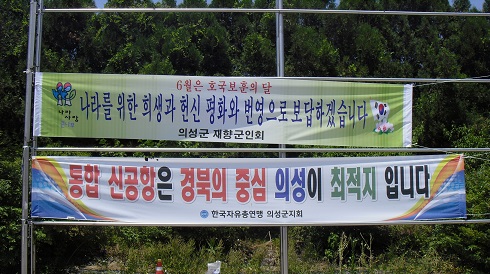 6월은 호국보훈의 달
나라를 위한 희생과 헌신 평화와 번영으로 보답하겠습니다
의성군 재향군인회
통합 신공항은 경북의 중심 의성이 최적지 입니다
한국자유총연맹 의성군지회